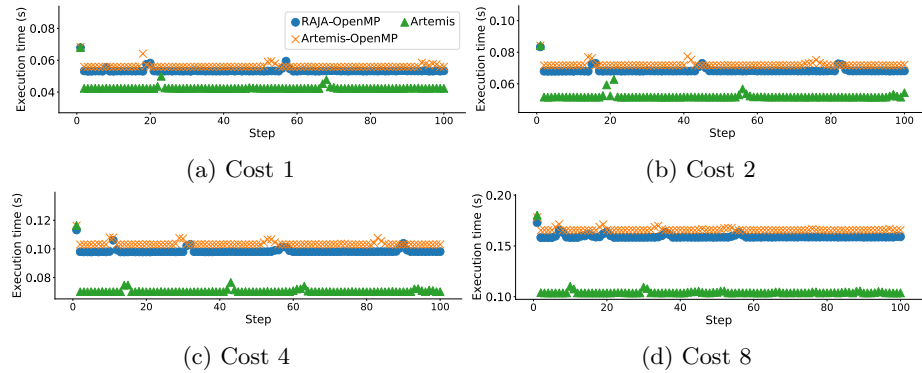 RAJA-OpenMP Artemis
Artemis-OpenMP
Execution time (s)
0.08
0.06
0.04
0 20 40 60 80 100
Step
(a) Cost 1
Execution time (s)
0.10
0.08
0.06
0 20 40 60 80 100
Step
(b) Cost 2
Execution time (s)
0.12
0.10
0.08
0 20 40 60 80 100
Step
(c) Cost 4
Execution time (s)
0.20
0.15
0.10
0 20 40 60 80 100
Step
(d) Cost 8